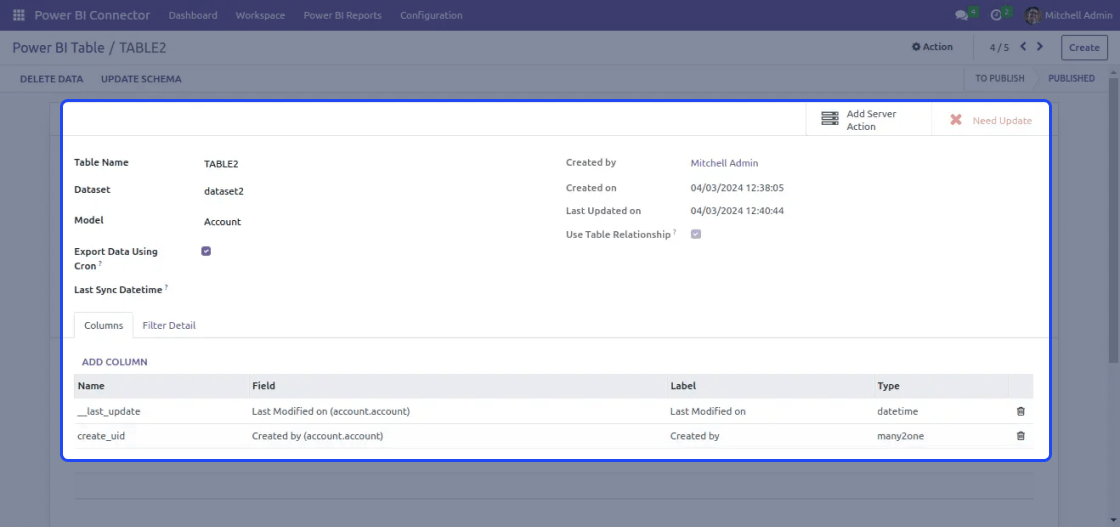 Power BI Connector Dashboard Workspace Power BI Reports Configuration 4 2 Mitchell Admin
Power BI Table / TABLE2 Action 4 / 5 Create
DELETE DATA UPDATE SCHEMA TO PUBLISH PUBLISHED
Add Server
Action
Need Update
Table Name TABLE2
Created by Mitchell Admin
Dataset dataset2
Created on 04/03/2024 12:38:05
Model Account
Last Updated on 04/03/2024 12:40:44
Use Table Relationship ?
Export Data Using
Cron ?
Last Sync Datetime ?
Columns Filter Detail
ADD COLUMN
Name Field Label Type
__last_update Last Modified on (account.account) Last Modified on datetime
create_uid Created by (account.account) Created by many2one